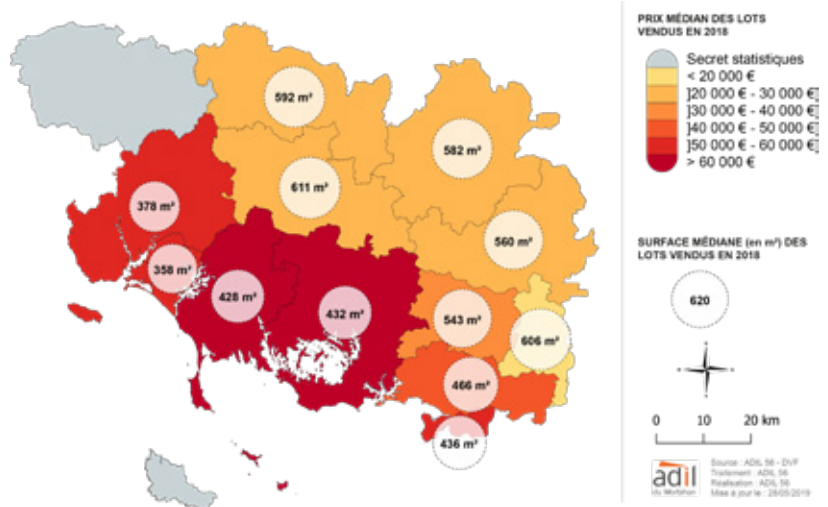 592 m²
582 m²
611 m²
378 m²
560 m²
358 m²
428 m²
432 m²
543 m²
606 m²
466 m²
436 m²
PRIX MÉDIAN DES LOTS
VENDUS EN 2018
Secret statistiques
< 20 000 €
]20 000 € - 30 000 €]
]30 000 € - 40 000 €]
]40 000 € - 50 000 €]
]50 000 € - 60 000 €]
> 60 000 €
SURFACE MÉDIANE (en m²) DES
LOTS VENDUS EN 2018
620
0 10 20 km
adil
du Morbihan
Source : ADIL 56 - DVF
Traitement : ADIL 56
Réalisation : ADIL 56
Mise à jour le : 28/05/2019